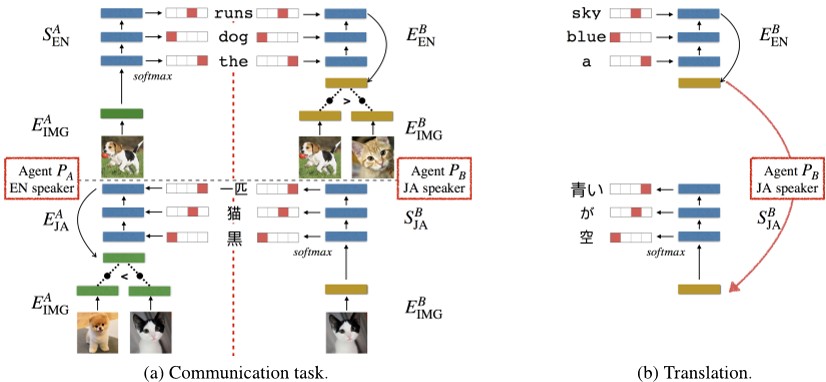 S^A_EN
runs
dog
the
softmax
E^B_EN
E^A_IMG
>
E^B_IMG
Agent P_A
EN speaker
Agent P_B
JA speaker
E^A_JA
一匹
猫
黒
S^B_JA
softmax
<
E^A_IMG
E^B_IMG
(a) Communication task.
sky
blue
a
E^B_EN
Agent P_B
JA speaker
青い
が
空
S^B_JA
softmax
(b) Translation.